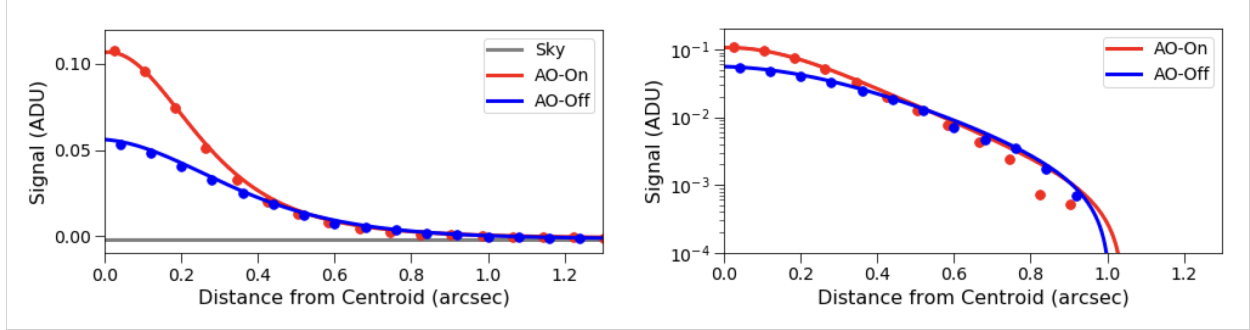 Signal (ADU)
0.10
0.05
0.00
Sky
AO-On
AO-Off
0.0 0.2 0.4 0.6 0.8 1.0 1.2
Distance from Centroid (arcsec)
Signal (ADU)
10⁻¹
10⁻²
10⁻³
10⁻⁴
AO-On
AO-Off
0.0 0.2 0.4 0.6 0.8 1.0 1.2
Distance from Centroid (arcsec)